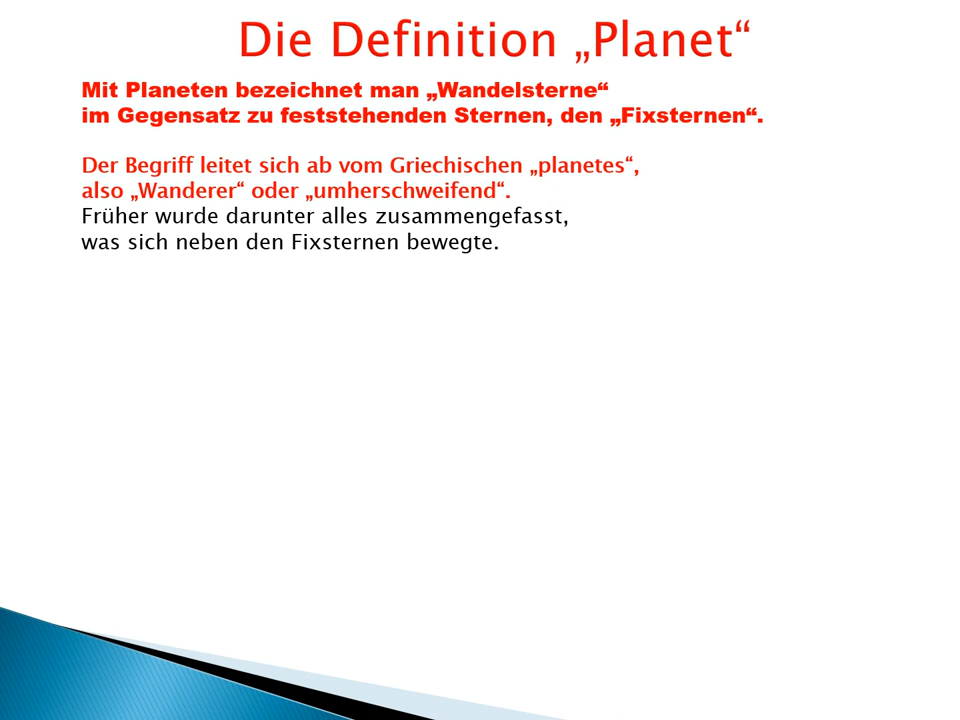 Die Definition „Planet“
Mit Planeten bezeichnet man „Wandelsterne“
im Gegensatz zu feststehenden Sternen, den „Fixsternen“.
Der Begriff leitet sich ab vom Griechischen „planetes“,
also „Wanderer“ oder „umherschweifend“.
Früher wurde darunter alles zusammengefasst,
was sich neben den Fixsternen bewegte.